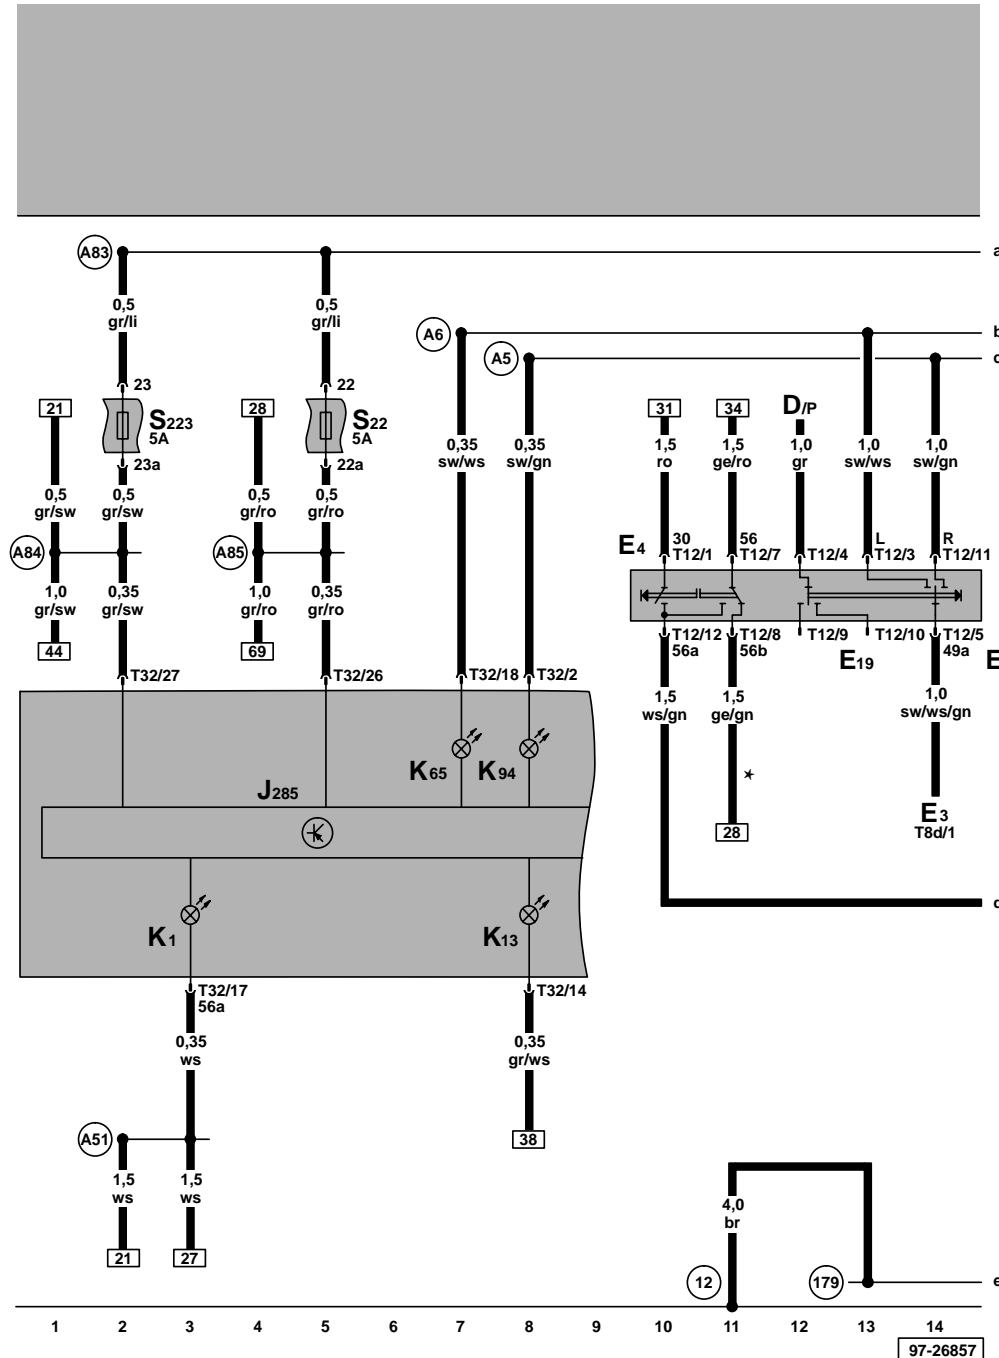 A83
a
0,5 0,5
gr/li gr/li
A6
b
A5
23 22
21 S223 28 S22 31 34 D/P
5A 5A
0,35 0,35 1,5 1,5 1,0 1,0 1,0
sw/ws sw/gn ro ge/ro gr sw/ws sw/gn
23a 22a
0,5 0,5 0,5 0,5
gr/sw gr/sw gr/ro gr/ro
A84 A85
E4 30 56 L R
T12/1 T12/7 T12/4 T12/3 T12/11
1,0 0,35 1,0 0,35
gr/sw gr/sw gr/ro gr/ro
44 69
T12/12 T12/8 T12/9 T12/10 T12/5
56a 56b E19 49a E
T32/27 T32/26 T32/18 T32/2
1,5 1,5 1,0
ws/gn ge/gn sw/ws/gn
K65 K94
J285
28
E3
T8d/1
K1 K13
T32/17 T32/14
56a
0,35 0,35
ws gr/ws
A51 38
1,5 1,5
ws ws
4,0
br
21 27
12 179
e
1 2 3 4 5 6 7 8 9 10 11 12 13 14
97-26857